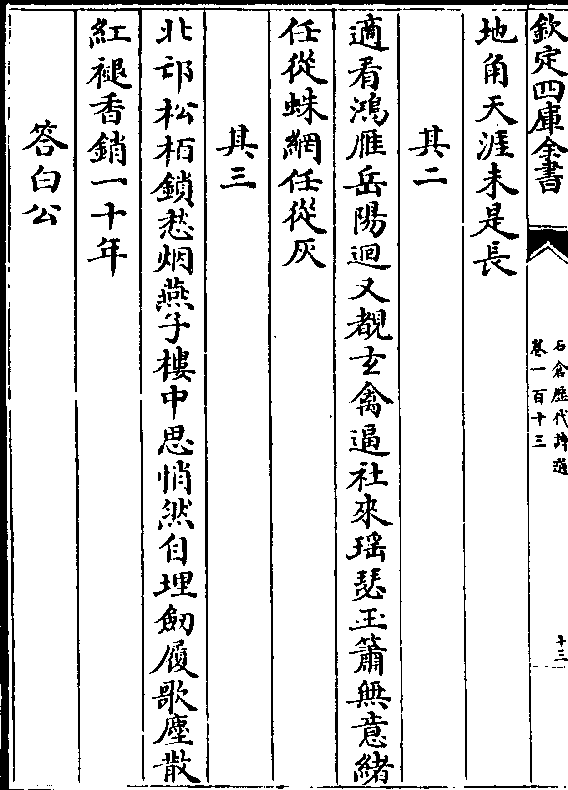 欽定四庫全書
石倉歷代詩選
卷一百十三
十三
地角天涯未是長
其二
適看鴻雁岳陽迴又覩玄禽逼社來瑶瑟玉簫無意緒
任從蛛網任從灰
其三
北邙松栢鎖愁烟燕子樓中思悄然自埋劒履歌塵散
紅褪香銷一十年
答白公